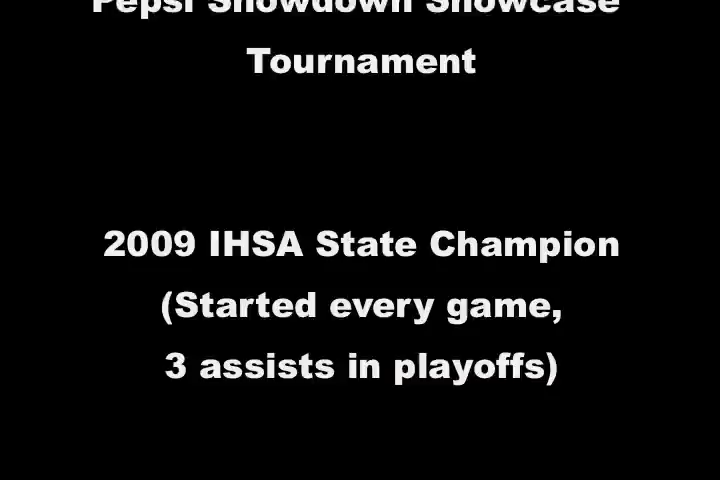 Pepsi Showdown Showcase
Tournament
2009 IHSA State Champion
(Started every game,
3 assists in playoffs)